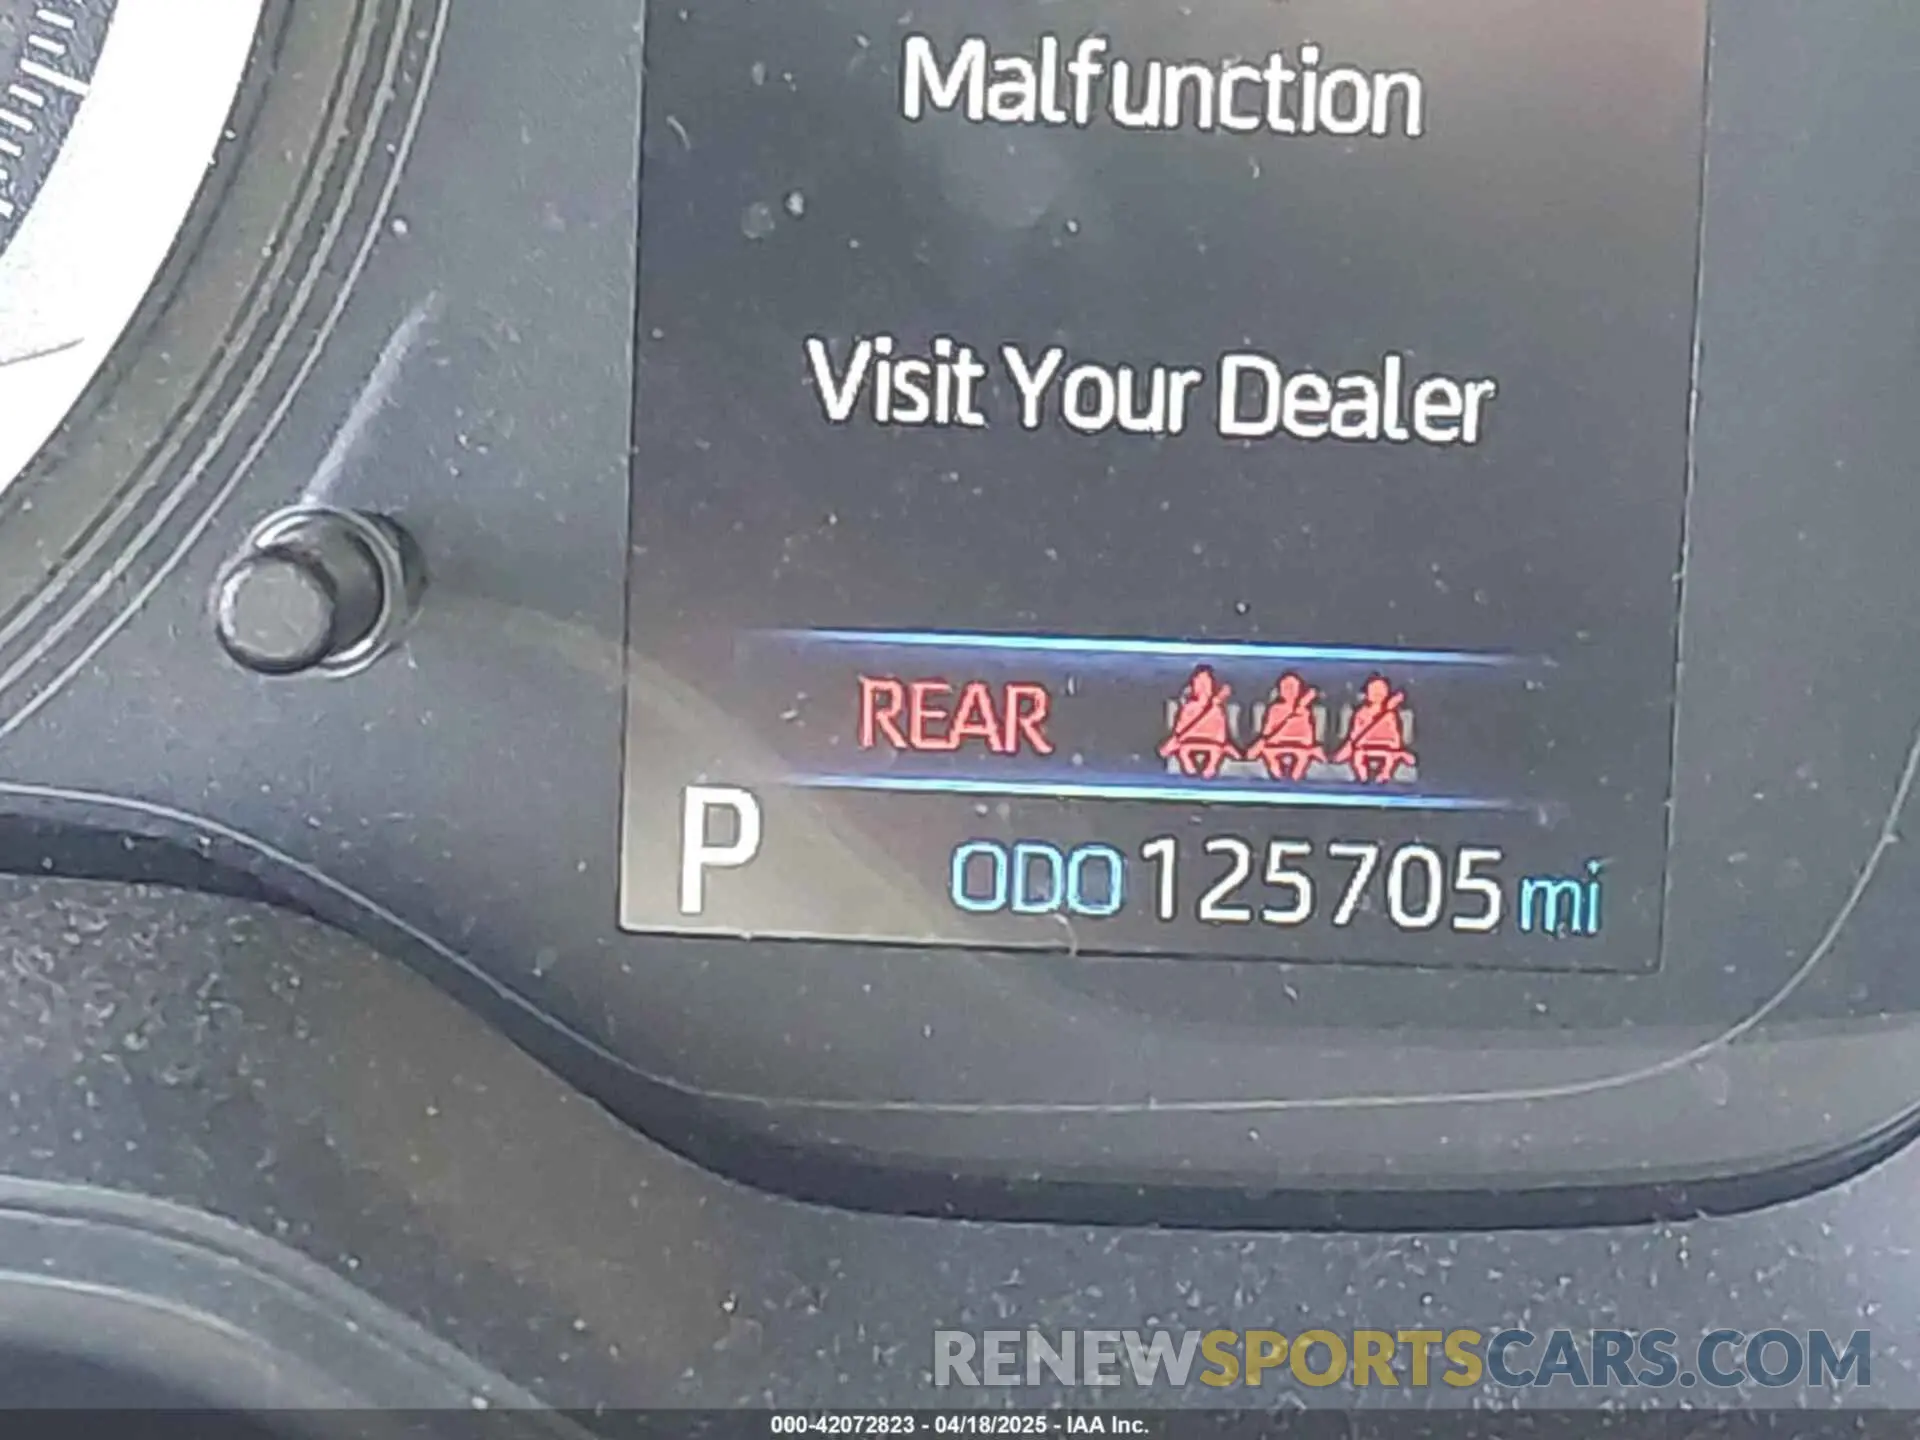 Malfunction
Visit Your Dealer
REAR
P
ODO 125705 mi
RENEWSPORTSCARS.COM
000-42072823 - 04/18/2025 - IAA Inc.